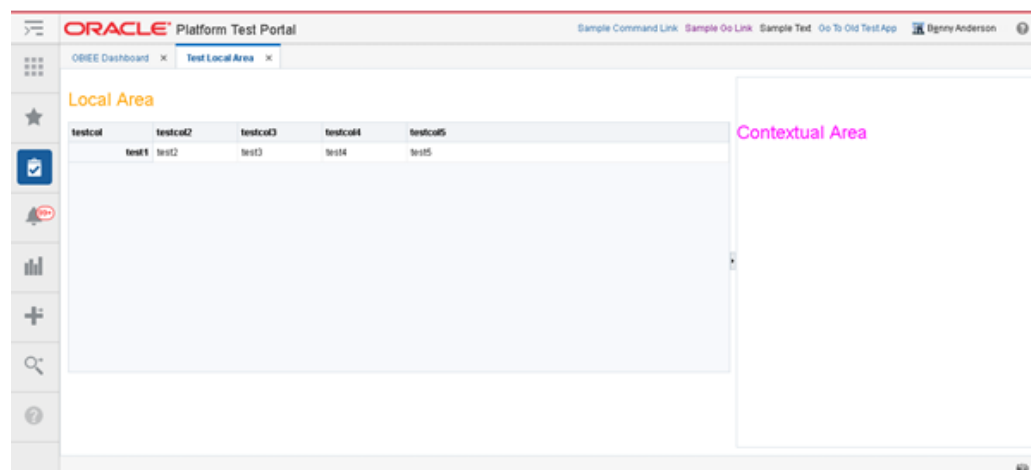 ORACLE Platform Test Portal Sample Command Link Sample Go Link Sample Text Go To Old Test App Benny Anderson
OBIEE Dashboard Test Local Area
Local Area
testcol testcol2 testcol3 testcol4 testcol5
test1 test2 test3 test4 test5
Contextual Area
99+